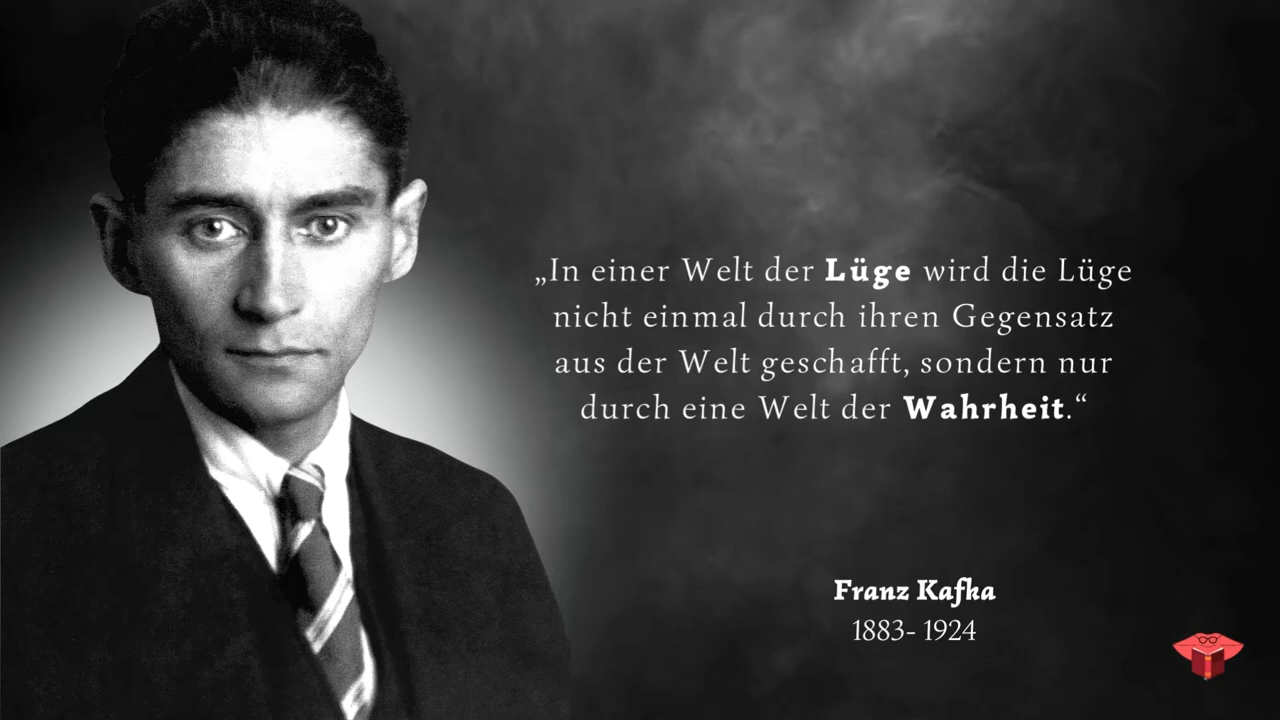 „In einer Welt der Lüge wird die Lüge
nicht einmal durch ihren Gegensatz
aus der Welt geschafft, sondern nur
durch eine Welt der Wahrheit.“
Franz Kafka
1883- 1924